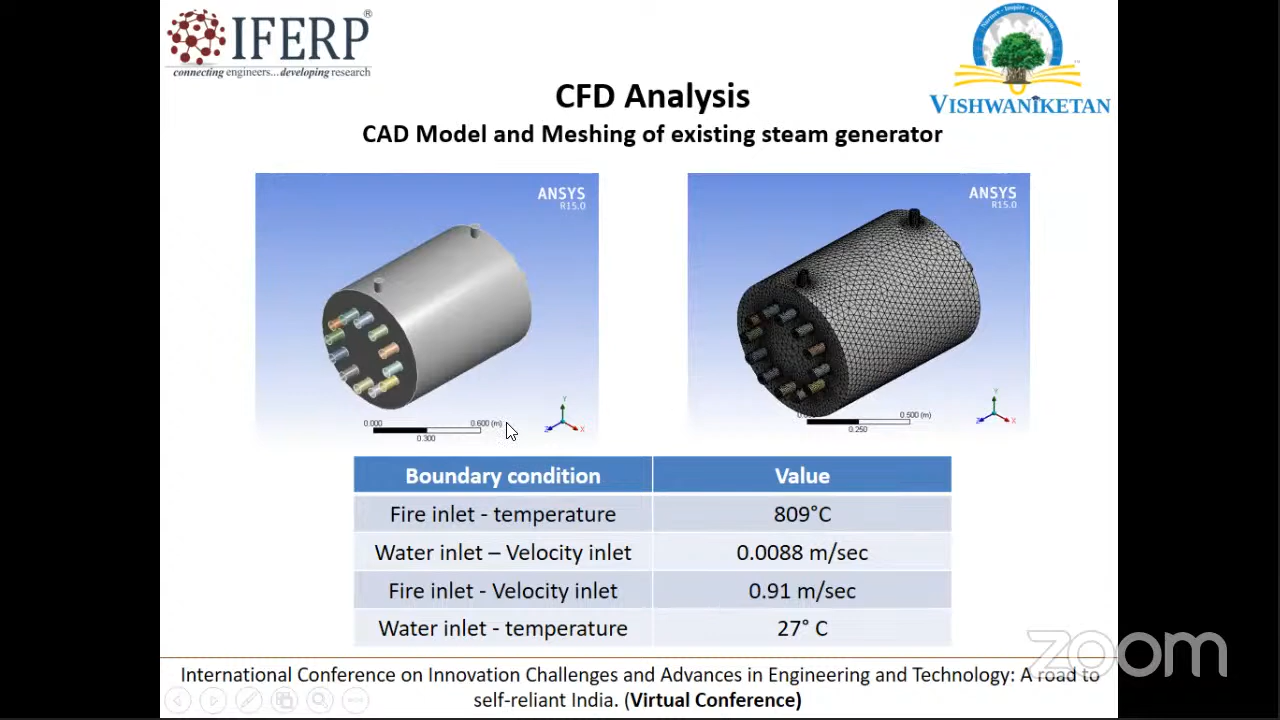 IFERP®
connecting engineers...developing research
Nurture - Inspire - Transform
VISHWANIKETAN
CFD Analysis
CAD Model and Meshing of existing steam generator
ANSYS
R15.0
0.000
0.600 (m)
0.300
Y
Z
X
ANSYS
R15.0
0.500 (m)
0.250
Y
Z
X
Boundary condition Value
Fire inlet - temperature 809°C
Water inlet – Velocity inlet 0.0088 m/sec
Fire inlet - Velocity inlet 0.91 m/sec
Water inlet - temperature 27° C
zoom
International Conference on Innovation Challenges and Advances in Engineering and Technology: A road to
self-reliant India. (Virtual Conference)